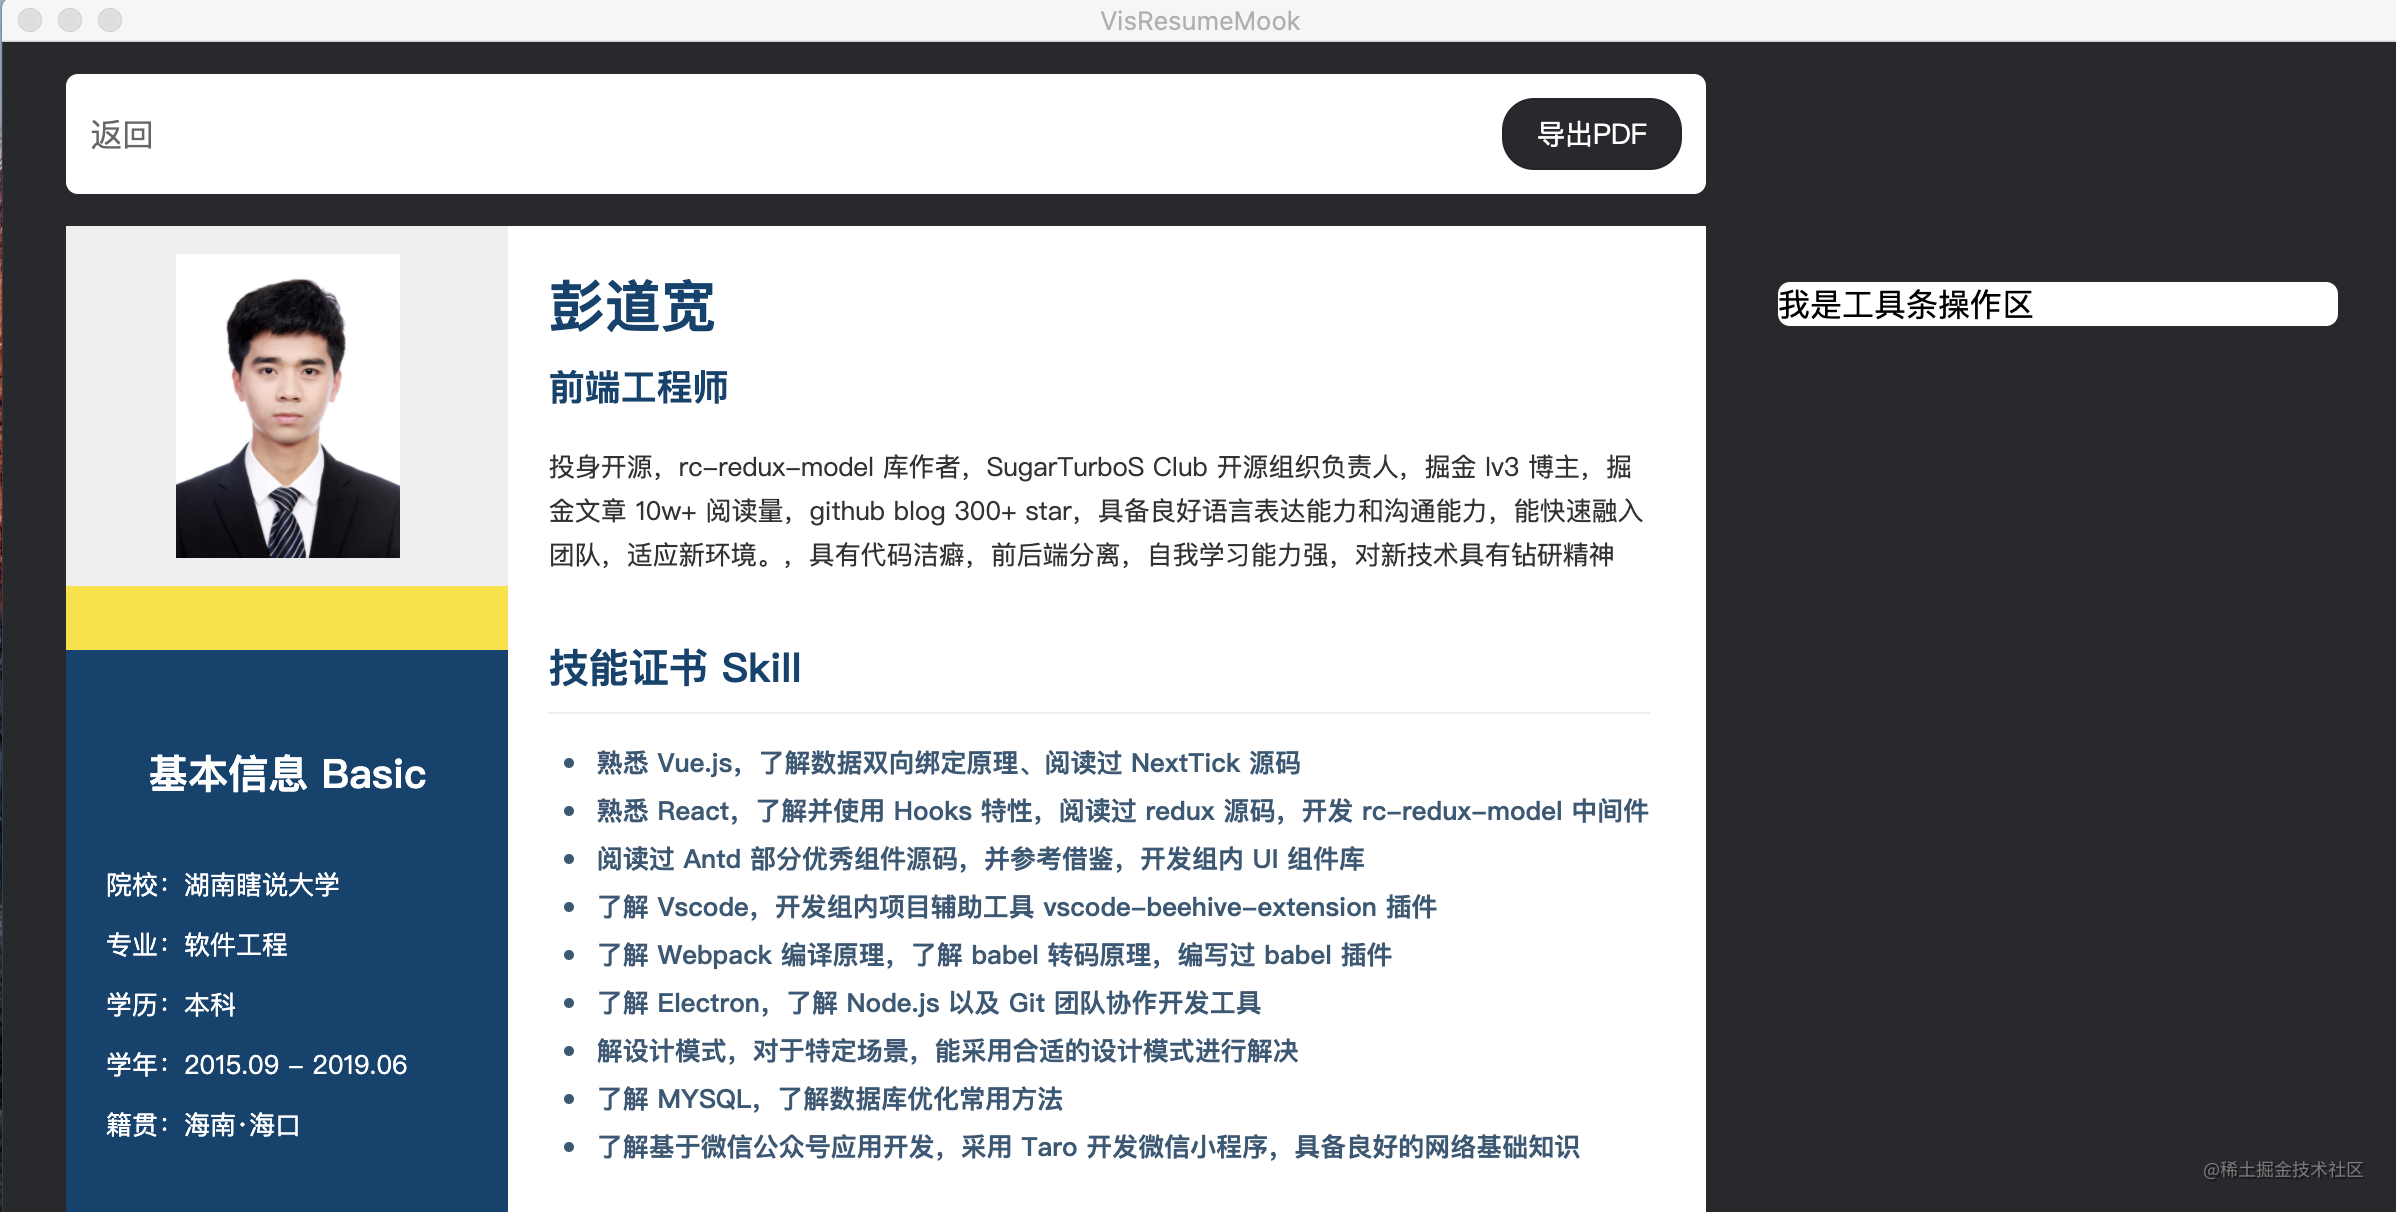 VisResumeMook
返回
导出PDF
彭道宽
前端工程师
投身开源，rc-redux-model 库作者，SugarTurboS Club 开源组织负责人，掘金 lv3 博主，掘
金文章 10w+ 阅读量，github blog 300+ star，具备良好语言表达能力和沟通能力，能快速融入
团队，适应新环境。，具有代码洁癖，前后端分离，自我学习能力强，对新技术具有钻研精神
技能证书 Skill
熟悉 Vue.js，了解数据双向绑定原理、阅读过 NextTick 源码
熟悉 React，了解并使用 Hooks 特性，阅读过 redux 源码，开发 rc-redux-model 中间件
阅读过 Antd 部分优秀组件源码，并参考借鉴，开发组内 UI 组件库
了解 Vscode，开发组内项目辅助工具 vscode-beehive-extension 插件
了解 Webpack 编译原理，了解 babel 转码原理，编写过 babel 插件
了解 Electron，了解 Node.js 以及 Git 团队协作开发工具
解设计模式，对于特定场景，能采用合适的设计模式进行解决
了解 MYSQL，了解数据库优化常用方法
了解基于微信公众号应用开发，采用 Taro 开发微信小程序，具备良好的网络基础知识
基本信息 Basic
院校：湖南瞎说大学
专业：软件工程
学历：本科
学年：2015.09 – 2019.06
籍贯：海南·海口
我是工具条操作区
@稀土掘金技术社区